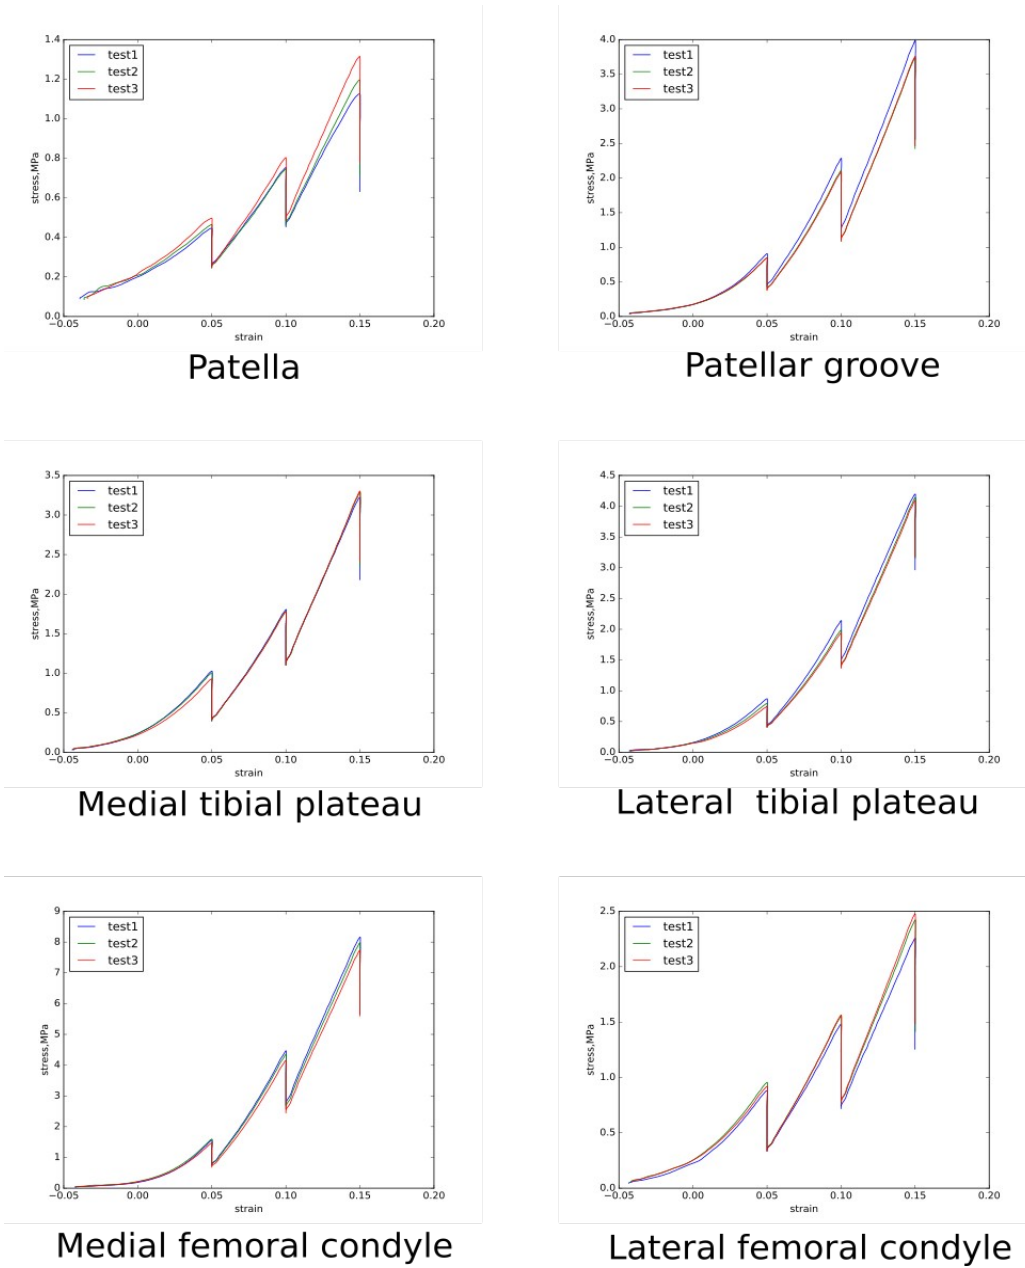 1.4
1.2
1.0
0.8
0.6
0.4
0.2
0.0
stress,MPa
test1
test2
test3
−0.05 0.00 0.05 0.10 0.15 0.20
strain
Patella
4.0
3.5
3.0
2.5
2.0
1.5
1.0
0.5
0.0
stress,MPa
test1
test2
test3
−0.05 0.00 0.05 0.10 0.15 0.20
strain
Patellar groove
3.5
3.0
2.5
2.0
1.5
1.0
0.5
0.0
stress,MPa
test1
test2
test3
−0.05 0.00 0.05 0.10 0.15 0.20
strain
Medial tibial plateau
4.5
4.0
3.5
3.0
2.5
2.0
1.5
1.0
0.5
0.0
stress,MPa
test1
test2
test3
−0.05 0.00 0.05 0.10 0.15 0.20
strain
Lateral tibial plateau
9
8
7
6
5
4
3
2
1
0
stress,MPa
test1
test2
test3
−0.05 0.00 0.05 0.10 0.15 0.20
strain
Medial femoral condyle
2.5
2.0
1.5
1.0
0.5
0.0
stress,MPa
test1
test2
test3
−0.05 0.00 0.05 0.10 0.15 0.20
strain
Lateral femoral condyle